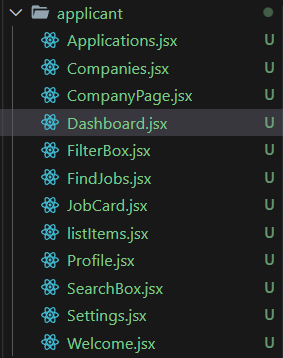 applicant
Applications.jsx U
Companies.jsx U
CompanyPage.jsx U
Dashboard.jsx U
FilterBox.jsx U
FindJobs.jsx U
JobCard.jsx U
listItems.jsx U
Profile.jsx U
SearchBox.jsx U
Settings.jsx U
Welcome.jsx U